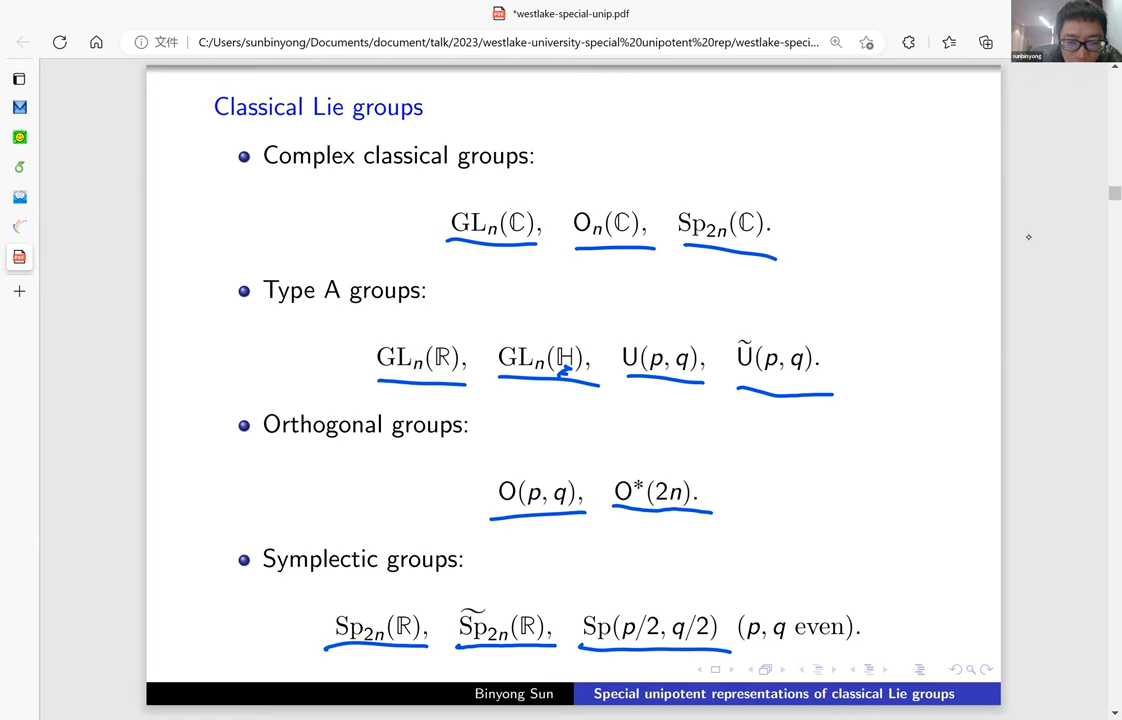 *westlake-special-unip.pdf
文件 C:/Users/sunbinyong/Documents/document/talk/2023/westlake-university-special%20unipotent%20rep/westlake-speci...
sunbinyong
Classical Lie groups
Complex classical groups:
GLₙ(ℂ), Oₙ(ℂ), Sp₂ₙ(ℂ).
Type A groups:
GLₙ(ℝ), GLₙ(ℍ), U(p, q), Ũ(p, q).
Orthogonal groups:
O(p, q), O*(2n).
Symplectic groups:
Sp₂ₙ(ℝ), S͂p₂ₙ(ℝ), Sp(p/2, q/2) (p, q even).
Binyong Sun Special unipotent representations of classical Lie groups